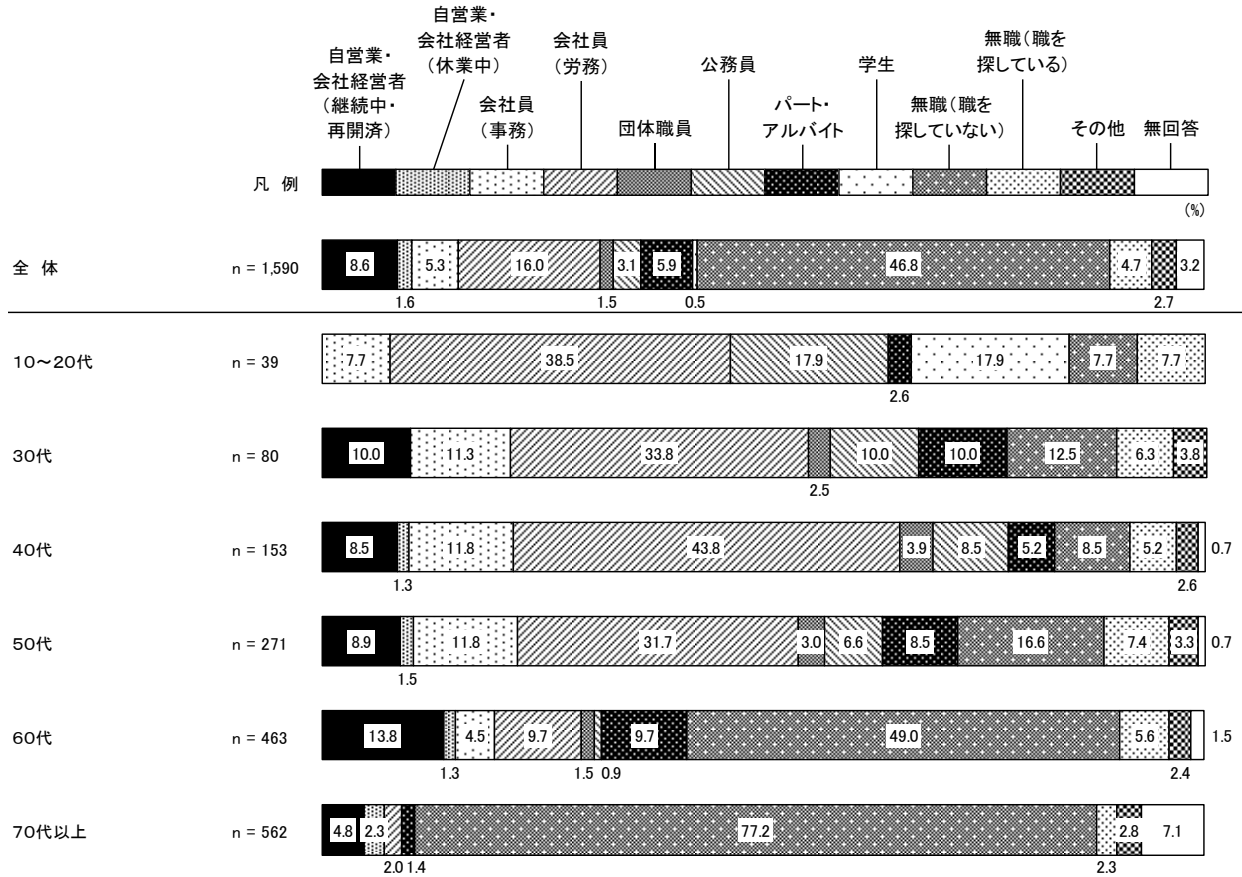 自営業・
会社経営者
(継続中・
再開済)
自営業・
会社経営者
(休業中)
会社員
(事務)
会社員
(労務)
団体職員
公務員
パート・
アルバイト
学生
無職(職を
探していない)
無職(職を
探している)
その他
無回答
凡 例
(%)
全 体 n = 1,590 8.6 5.3 16.0 3.1 5.9 46.8 4.7 3.2
1.6 1.5 0.5 2.7
10~20代 n = 39 7.7 38.5 17.9 17.9 7.7 7.7
2.6
30代 n = 80 10.0 11.3 33.8 10.0 10.0 12.5 6.3 3.8
2.5
40代 n = 153 8.5 11.8 43.8 3.9 8.5 5.2 8.5 5.2 0.7
1.3 2.6
50代 n = 271 8.9 11.8 31.7 3.0 6.6 8.5 16.6 7.4 3.3 0.7
1.5
60代 n = 463 13.8 4.5 9.7 9.7 49.0 5.6 1.5
1.3 1.5 0.9 2.4
70代以上 n = 562 4.8 2.3 77.2 2.8 7.1
2.0 1.4 2.3